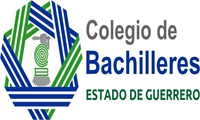 Colegio de
Bachilleres
ESTADO DE GUERRERO